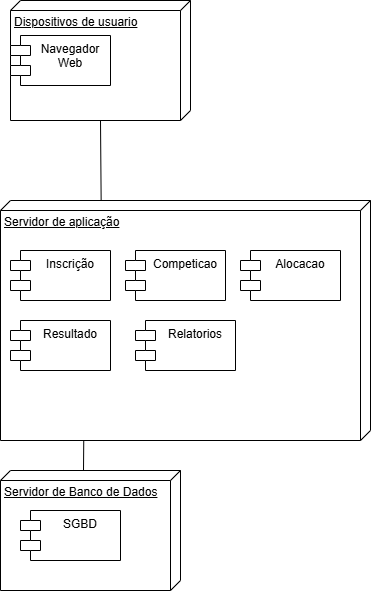 Dispositivos de usuario
Navegador
Web
Servidor de aplicação
Inscrição
Competicao
Alocacao
Resultado
Relatorios
Servidor de Banco de Dados
SGBD